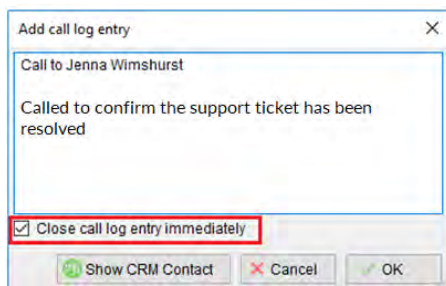 Add call log entry
Call to Jenna Wimshurst
Called to confirm the support ticket has been
resolved
Close call log entry immediately
Show CRM Contact
Cancel
OK